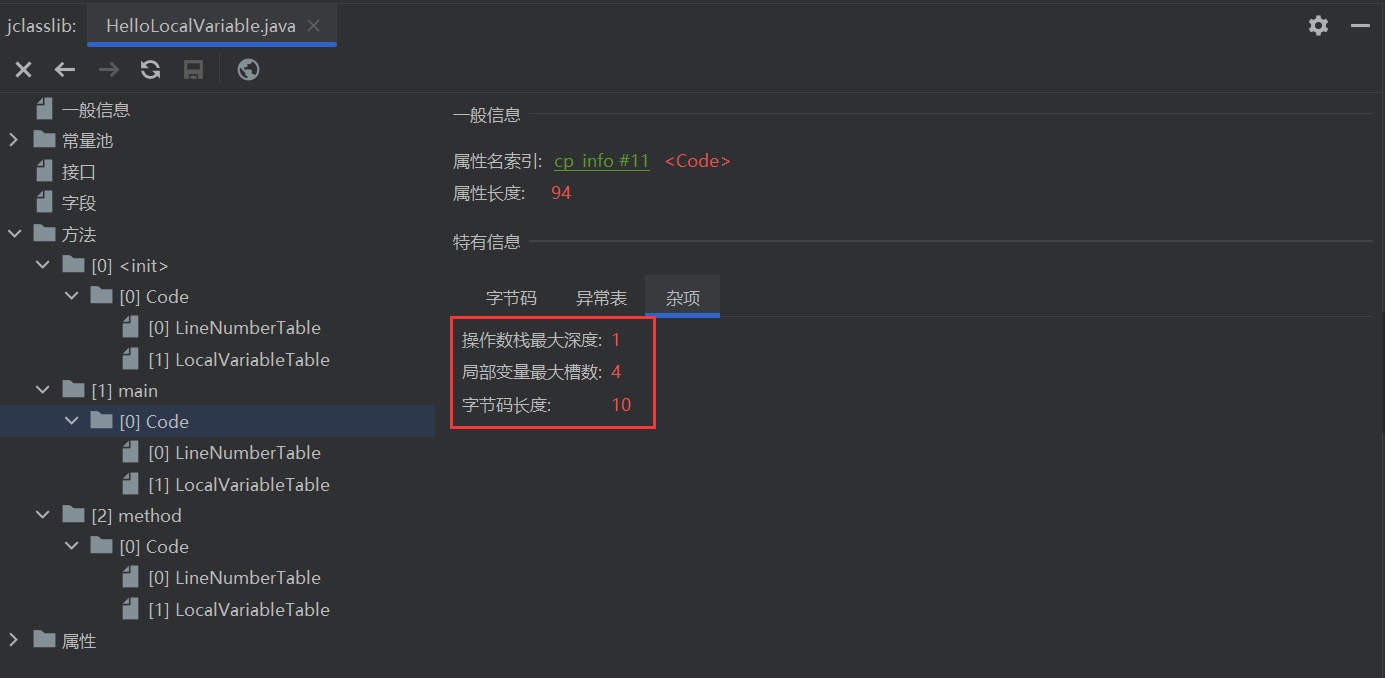 jclasslib: HelloLocalVariable.java
一般信息
常量池
接口
字段
方法
[0] <init>
[0] Code
[0] LineNumberTable
[1] LocalVariableTable
[1] main
[0] Code
[0] LineNumberTable
[1] LocalVariableTable
[2] method
[0] Code
[0] LineNumberTable
[1] LocalVariableTable
属性
一般信息
属性名索引: cp_info #11 <Code>
属性长度: 94
特有信息
字节码 异常表 杂项
操作数栈最大深度: 1
局部变量最大槽数: 4
字节码长度: 10